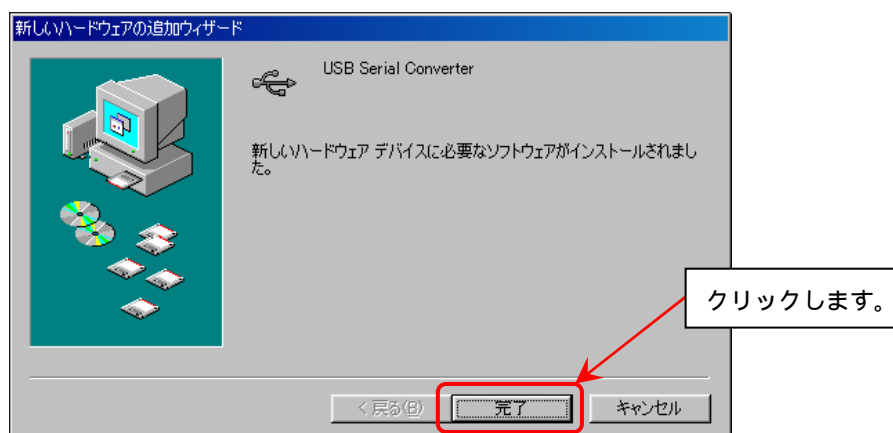 新しいハードウェアの追加ウィザード
USB Serial Converter
新しいハードウェア デバイスに必要なソフトウェアがインストールされまし
た。
クリックします。
< 戻る(B)
完了
キャンセル